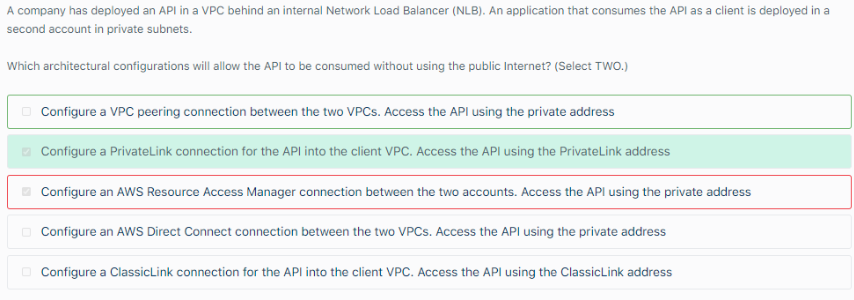 A company has deployed an API in a VPC behind an internal Network Load Balancer (NLB). An application that consumes the API as a client is deployed in a
second account in private subnets.
Which architectural configurations will allow the API to be consumed without using the public Internet? (Select TWO.)
Configure a VPC peering connection between the two VPCs. Access the API using the private address
Configure a PrivateLink connection for the API into the client VPC. Access the API using the PrivateLink address
Configure an AWS Resource Access Manager connection between the two accounts. Access the API using the private address
Configure an AWS Direct Connect connection between the two VPCs. Access the API using the private address
Configure a ClassicLink connection for the API into the client VPC. Access the API using the ClassicLink address